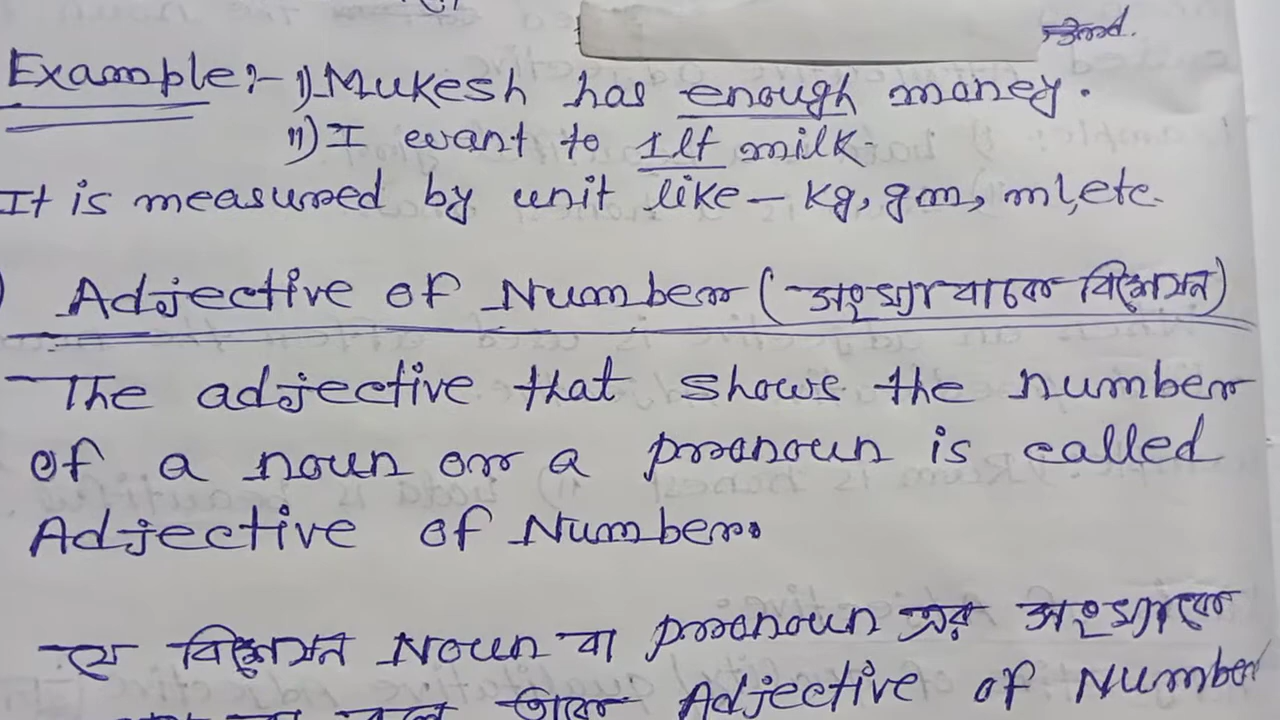 Example:- i) Mukesh has enough money.
ii) I want to 1lt milk.
It is measured by unit like - kg, gm, ml, etc.
Adjective of Number (সংখ্যাবাচক বিশেষন)
The adjective that shows the number
of a noun or a pronoun is called
Adjective of Number.
যে বিশেষন Noun বা pronoun এর সংখ্যাকে
তাকে Adjective of Number